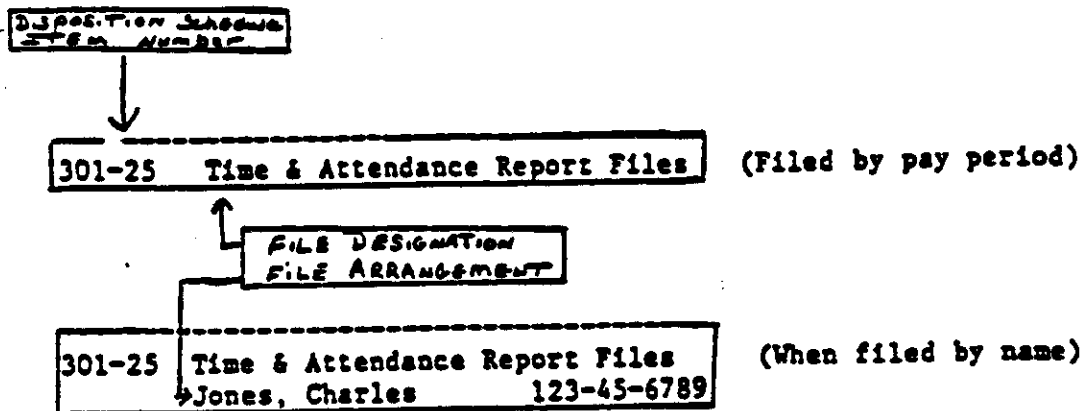 DISPOSITION Schedule
ITEM NUMBER
301-25 Time & Attendance Report Files (Filed by pay period)
FILE DESIGNATION
FILE ARRANGEMENT
301-25 Time & Attendance Report Files (When filed by name)
Jones, Charles 123-45-6789